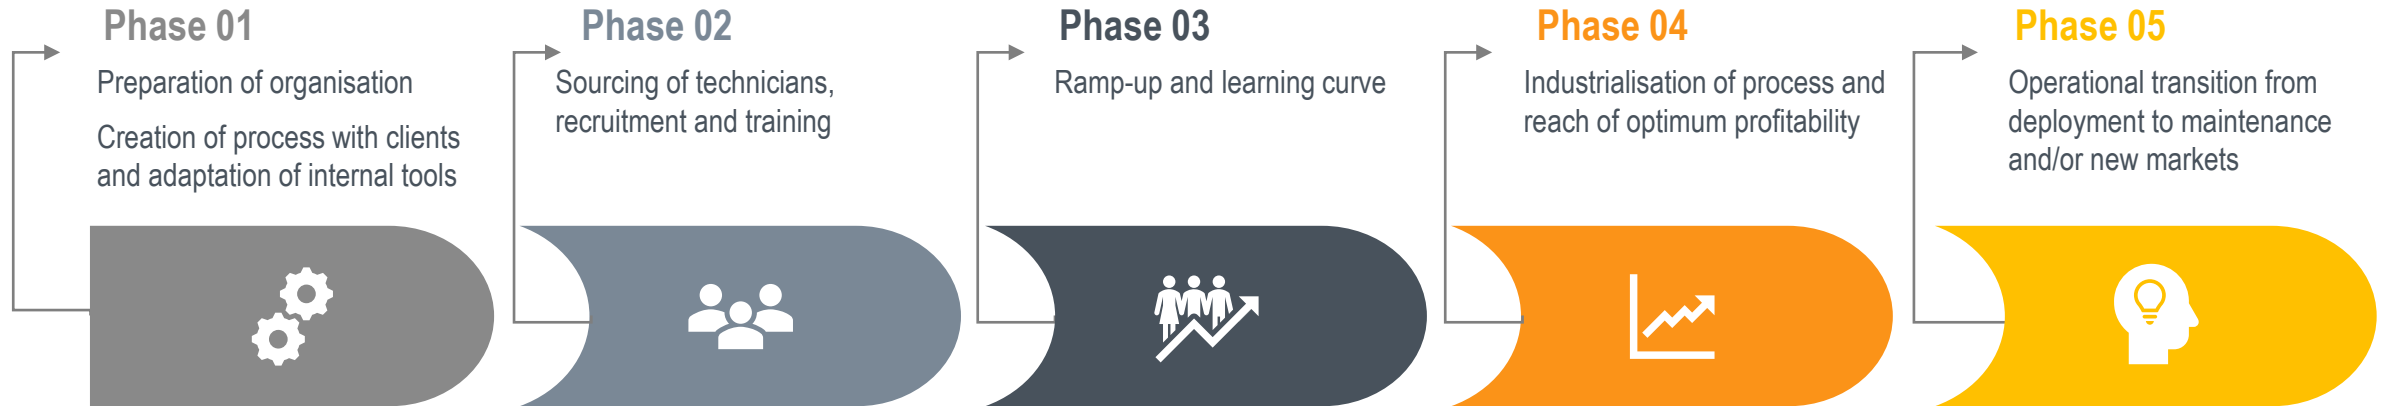 Phase 01
Preparation of organisation
Creation of process with clients
and adaptation of internal tools
Phase 02
Sourcing of technicians,
recruitment and training
Phase 03
Ramp-up and learning curve
Phase 04
Industrialisation of process and
reach of optimum profitability
Phase 05
Operational transition from
deployment to maintenance
and/or new markets